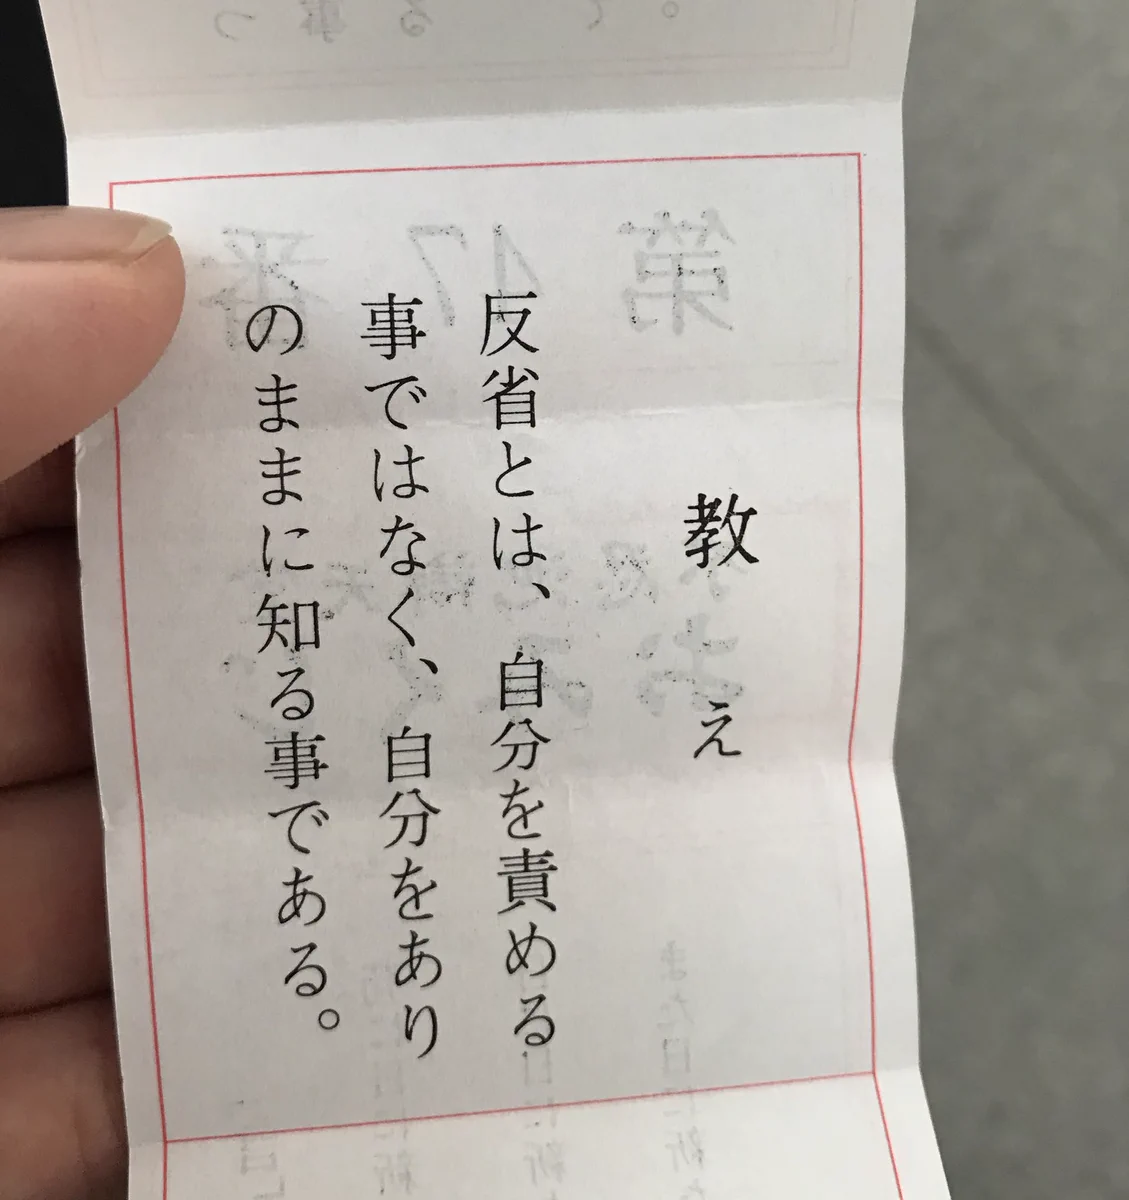 教え
反省とは、自分を責める
事ではなく、自分をあり
のままに知る事である。